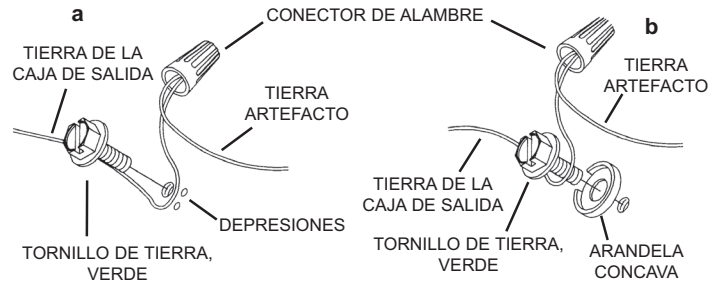 a
CONECTOR DE ALAMBRE
b
TIERRA DE LA
CAJA DE SALIDA
TIERRA
ARTEFACTO
DEPRESIONES
TORNILLO DE TIERRA,
VERDE
TIERRA
ARTEFACTO
TIERRA DE LA
CAJA DE SALIDA
TORNILLO DE TIERRA,
VERDE
ARANDELA
CONCAVA